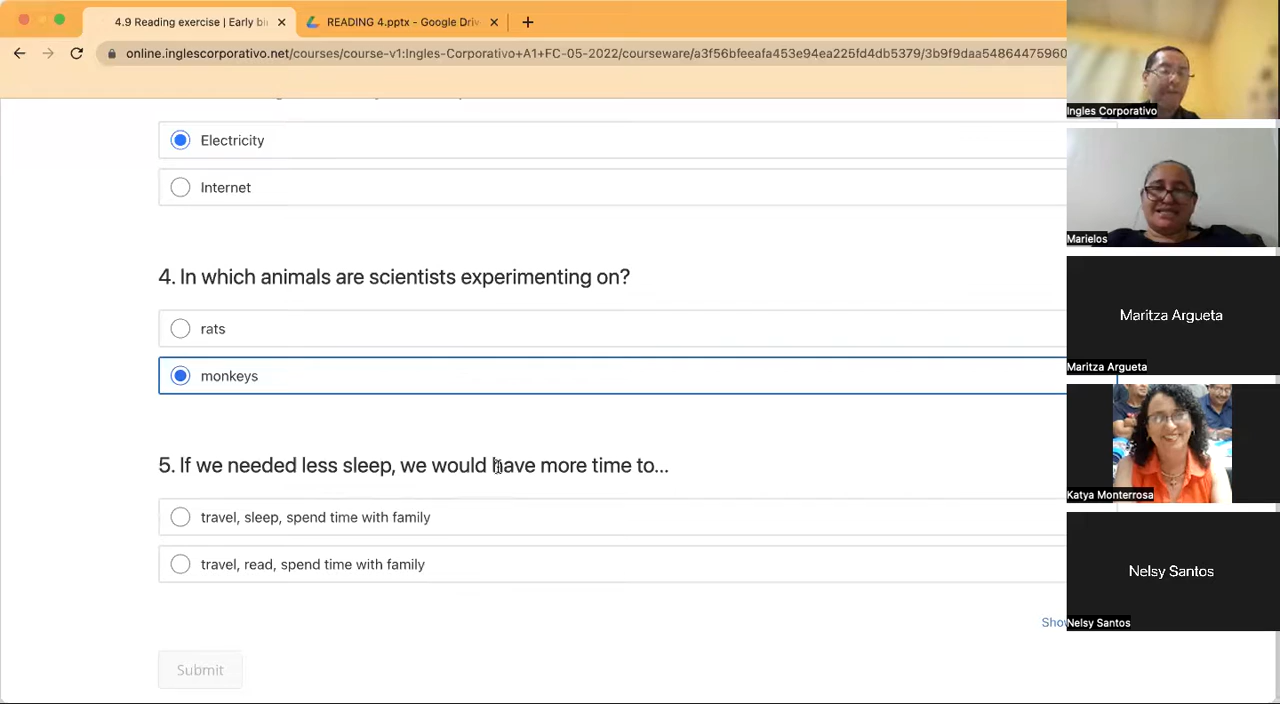 4.9 Reading exercise | Early bi
READING 4.pptx - Google Driv
online.inglescorporativo.net/courses/course-v1:Ingles-Corporativo+A1+FC-05-2022/courseware/a3f56bfeeafa453e94ea225fd4db5379/3b9f9daa54864475960
Electricity
Internet
4. In which animals are scientists experimenting on?
rats
monkeys
5. If we needed less sleep, we would have more time to...
travel, sleep, spend time with family
travel, read, spend time with family
Show
Submit
Ingles Corporativo
Marielos
Maritza Argueta
Maritza Argueta
Katya Monterrosa
Nelsy Santos
Nelsy Santos